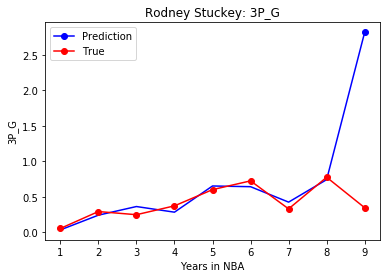 Rodney Stuckey: 3P_G
Prediction
True
3P_G
2.5
2.0
1.5
1.0
0.5
0.0
1 2 3 4 5 6 7 8 9
Years in NBA